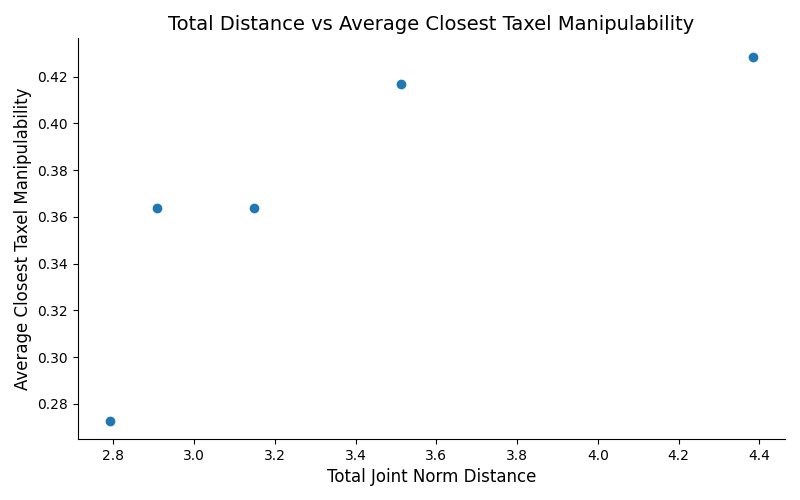 Total Distance vs Average Closest Taxel Manipulability
Average Closest Taxel Manipulability
0.42
0.40
0.38
0.36
0.34
0.32
0.30
0.28
2.8 3.0 3.2 3.4 3.6 3.8 4.0 4.2 4.4
Total Joint Norm Distance